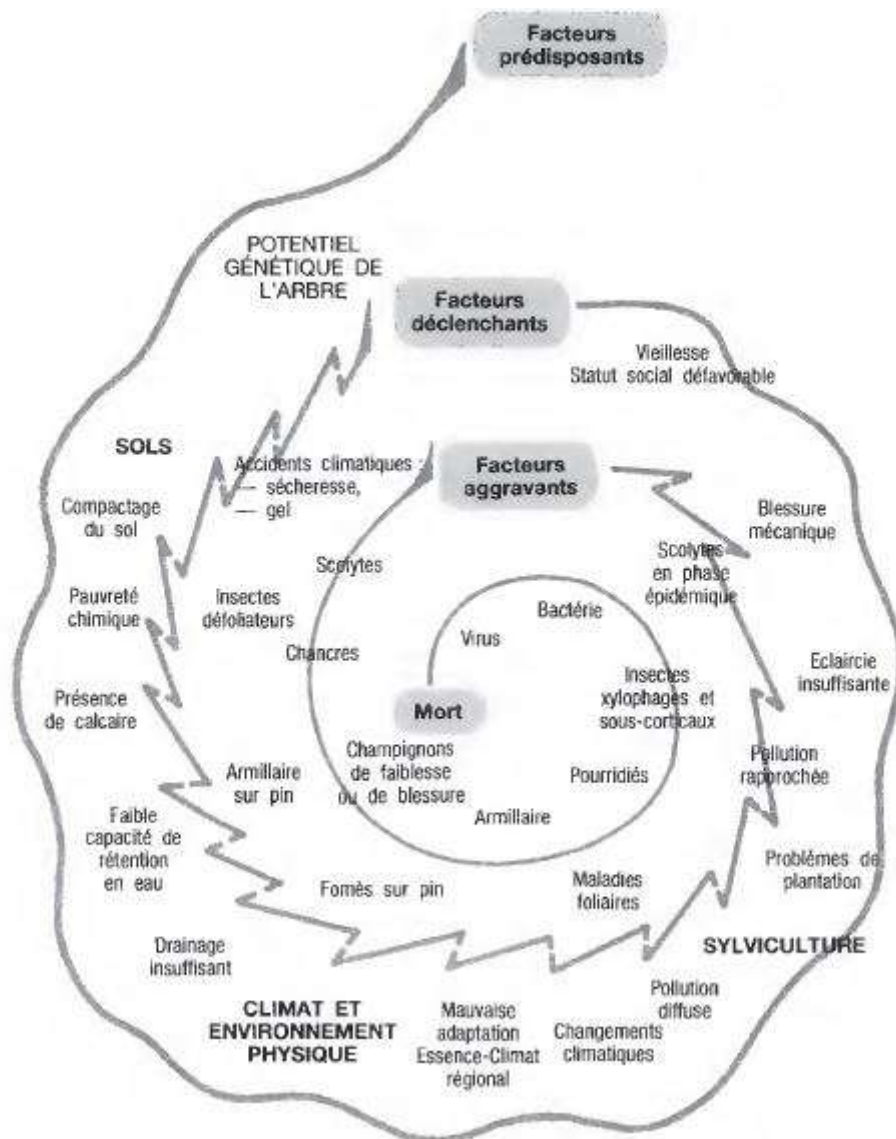 Facteurs
prédisposants
POTENTIEL
GÉNÉTIQUE DE
L'ARBRE
Facteurs
déclenchants
Vieillesse
Statut social défavorable
SOLS
Accidents climatiques :
— sécheresse,
— gel
Facteurs
aggravants
Compactage
du sol
Blessure
mécanique
Scolytes
Scolytes
en phase
épidémique
Pauvreté
chimique
Insectes
défoliateurs
Bactérie
Virus
Chancres
Insectes
xylophages et
sous-corticaux
Eclaircie
insuffisante
Présence
de calcaire
Mort
Armillaire
sur pin
Champignons
de faiblesse
ou de blessure
Pourridiés
Pollution
rapprochée
Armillaire
Faible
capacité de
rétention
en eau
Problèmes de
plantation
Fomès sur pin
Maladies
foliaires
Drainage
insuffisant
SYLVICULTURE
CLIMAT ET
ENVIRONNEMENT
PHYSIQUE
Mauvaise
adaptation
Essence-Climat
régional
Changements
climatiques
Pollution
diffuse